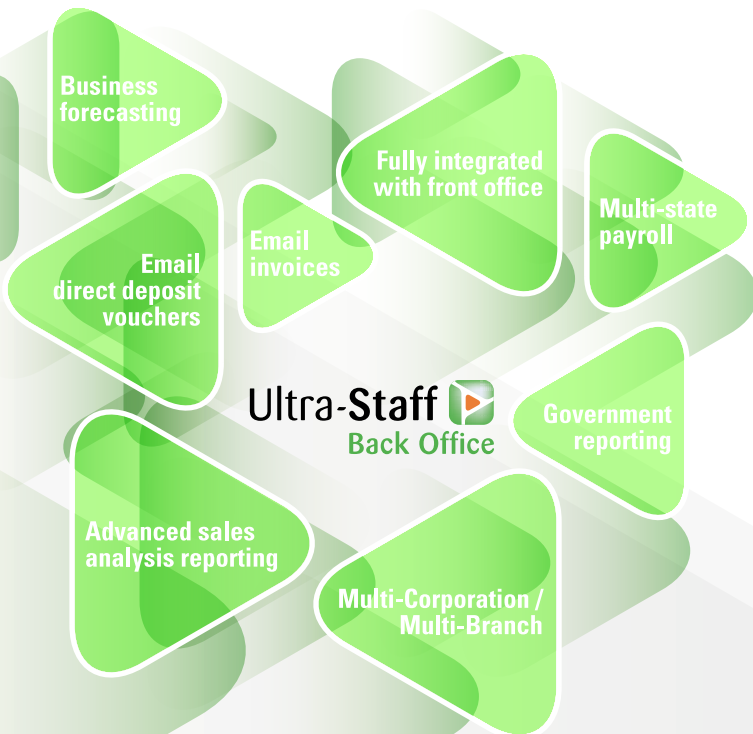 Business
forecasting
Fully integrated
with front office
Multi-state
payroll
Email
invoices
Email
direct deposit
vouchers
Ultra-Staff
Back Office
Government
reporting
Advanced sales
analysis reporting
Multi-Corporation /
Multi-Branch